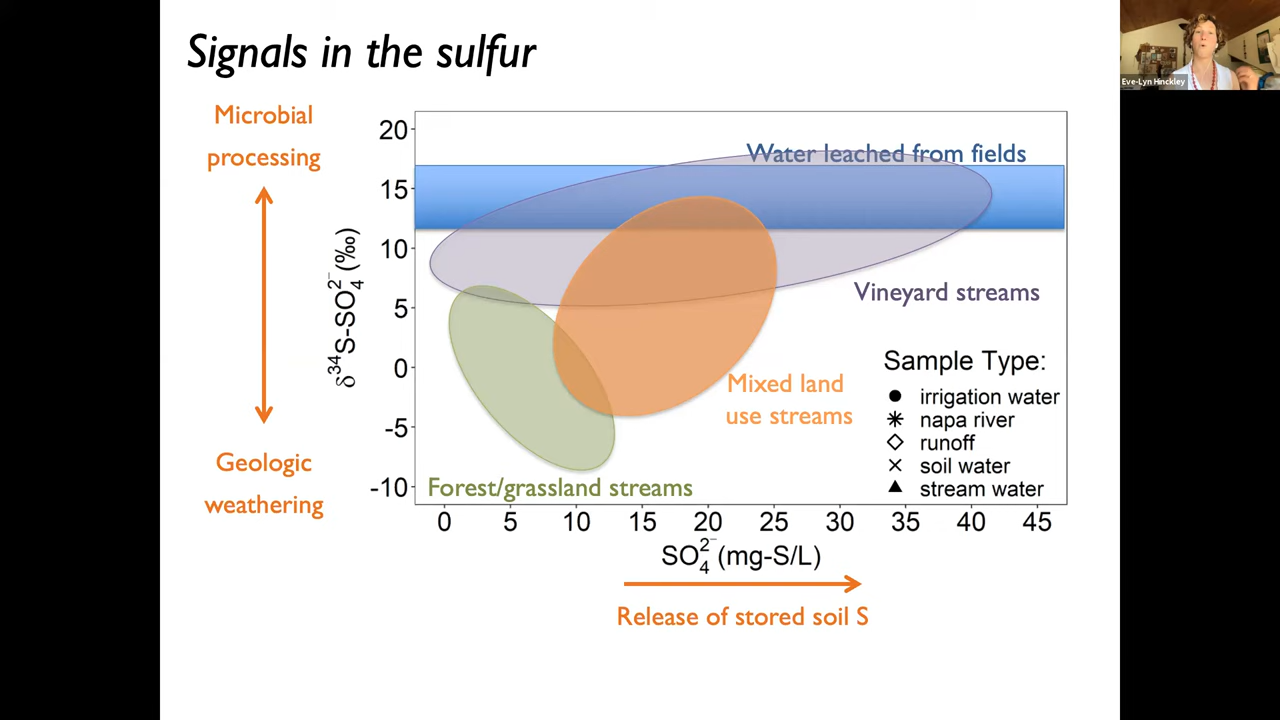 Signals in the sulfur
Eve-Lyn Hinckley
Microbial
processing
Geologic
weathering
δ³⁴S-SO₄²⁻(‰)
20
15
10
5
0
-5
-10
Water leached from fields
Vineyard streams
Mixed land
use streams
Forest/grassland streams
Sample Type:
irrigation water
napa river
runoff
soil water
stream water
0 5 10 15 20 25 30 35 40 45
SO₄²⁻(mg-S/L)
Release of stored soil S